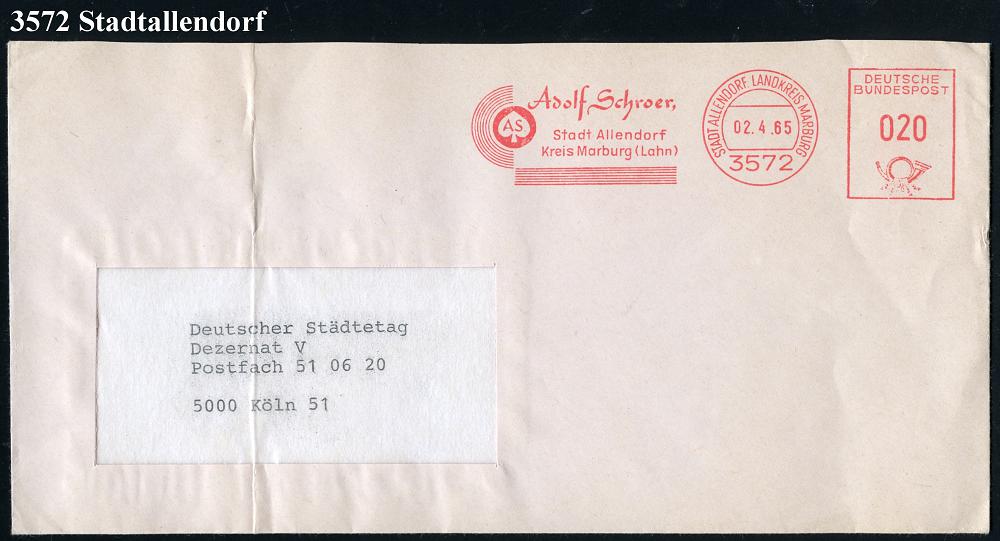 3572 Stadtallendorf
AS
Adolf Schroer,
Stadt Allendorf
Kreis Marburg (Lahn)
STADT ALLENDORF. LANDKREIS MARBURG
02.4.65
3572
DEUTSCHE
BUNDESPOST
020
Deutscher Städtetag
Dezernat V
Postfach 51 06 20
5000 Köln 51